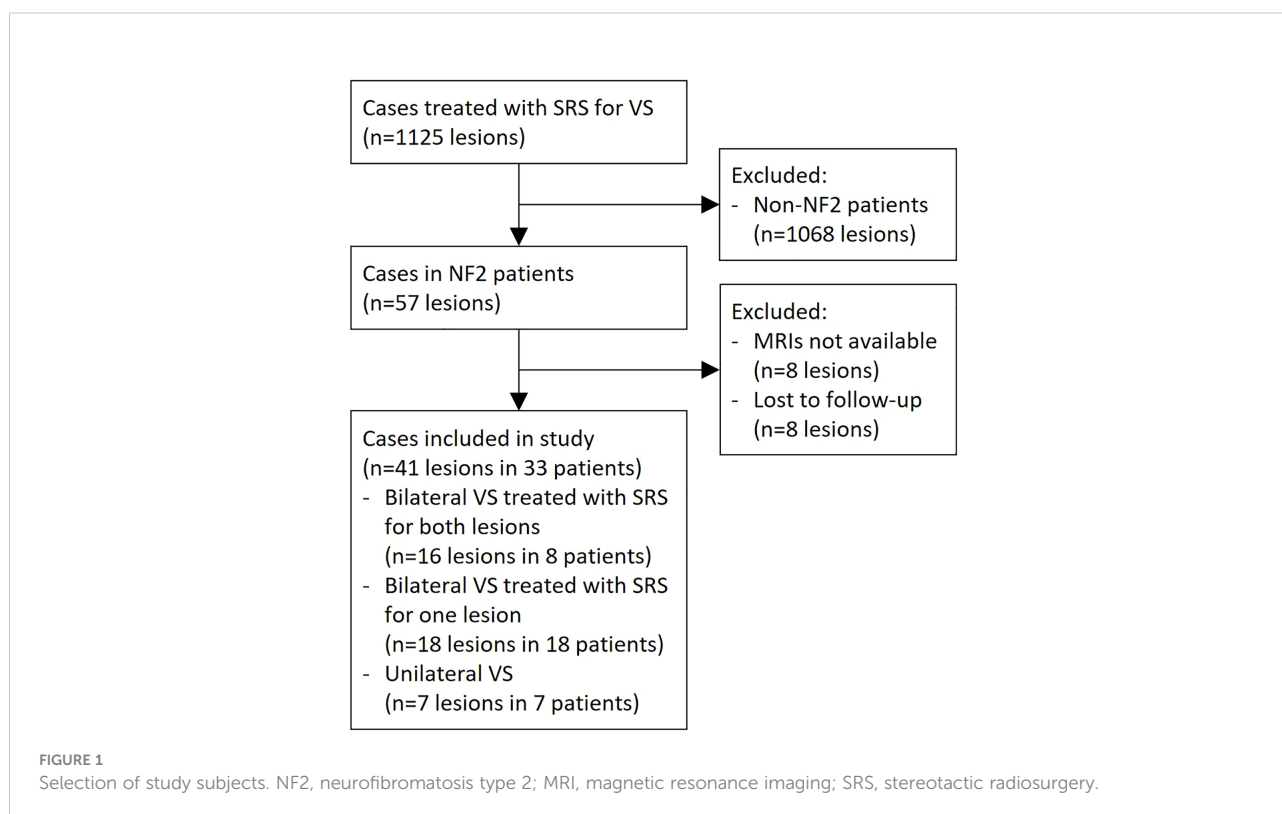 Cases treated with SRS for VS
(n=1125 lesions)
Excluded:
- Non-NF2 patients
(n=1068 lesions)
Cases in NF2 patients
(n=57 lesions)
Excluded:
- MRIs not available
(n=8 lesions)
- Lost to follow-up
(n=8 lesions)
Cases included in study
(n=41 lesions in 33 patients)
- Bilateral VS treated with SRS
for both lesions
(n=16 lesions in 8 patients)
- Bilateral VS treated with SRS
for one lesion
(n=18 lesions in 18 patients)
- Unilateral VS
(n=7 lesions in 7 patients)
FIGURE 1
Selection of study subjects. NF2, neurofibromatosis type 2; MRI, magnetic resonance imaging; SRS, stereotactic radiosurgery.